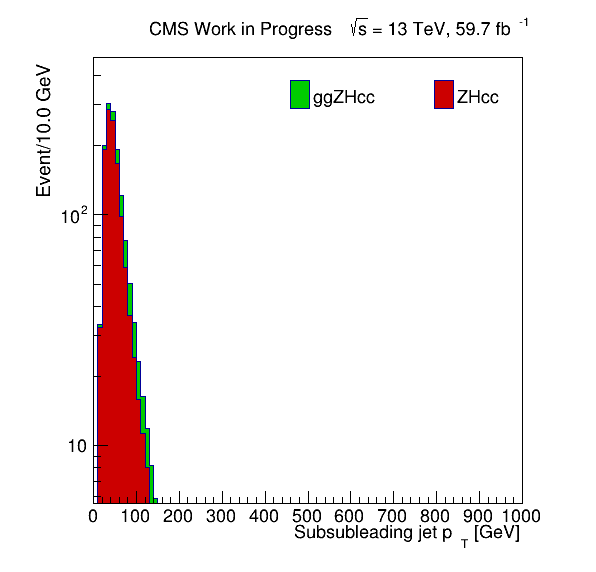 CMS Work in Progress √s = 13 TeV, 59.7 fb⁻¹
Event/10.0 GeV
ggZHcc ZHcc
10²
10
0 100 200 300 400 500 600 700 800 900 1000
Subsubleading jet p_T [GeV]